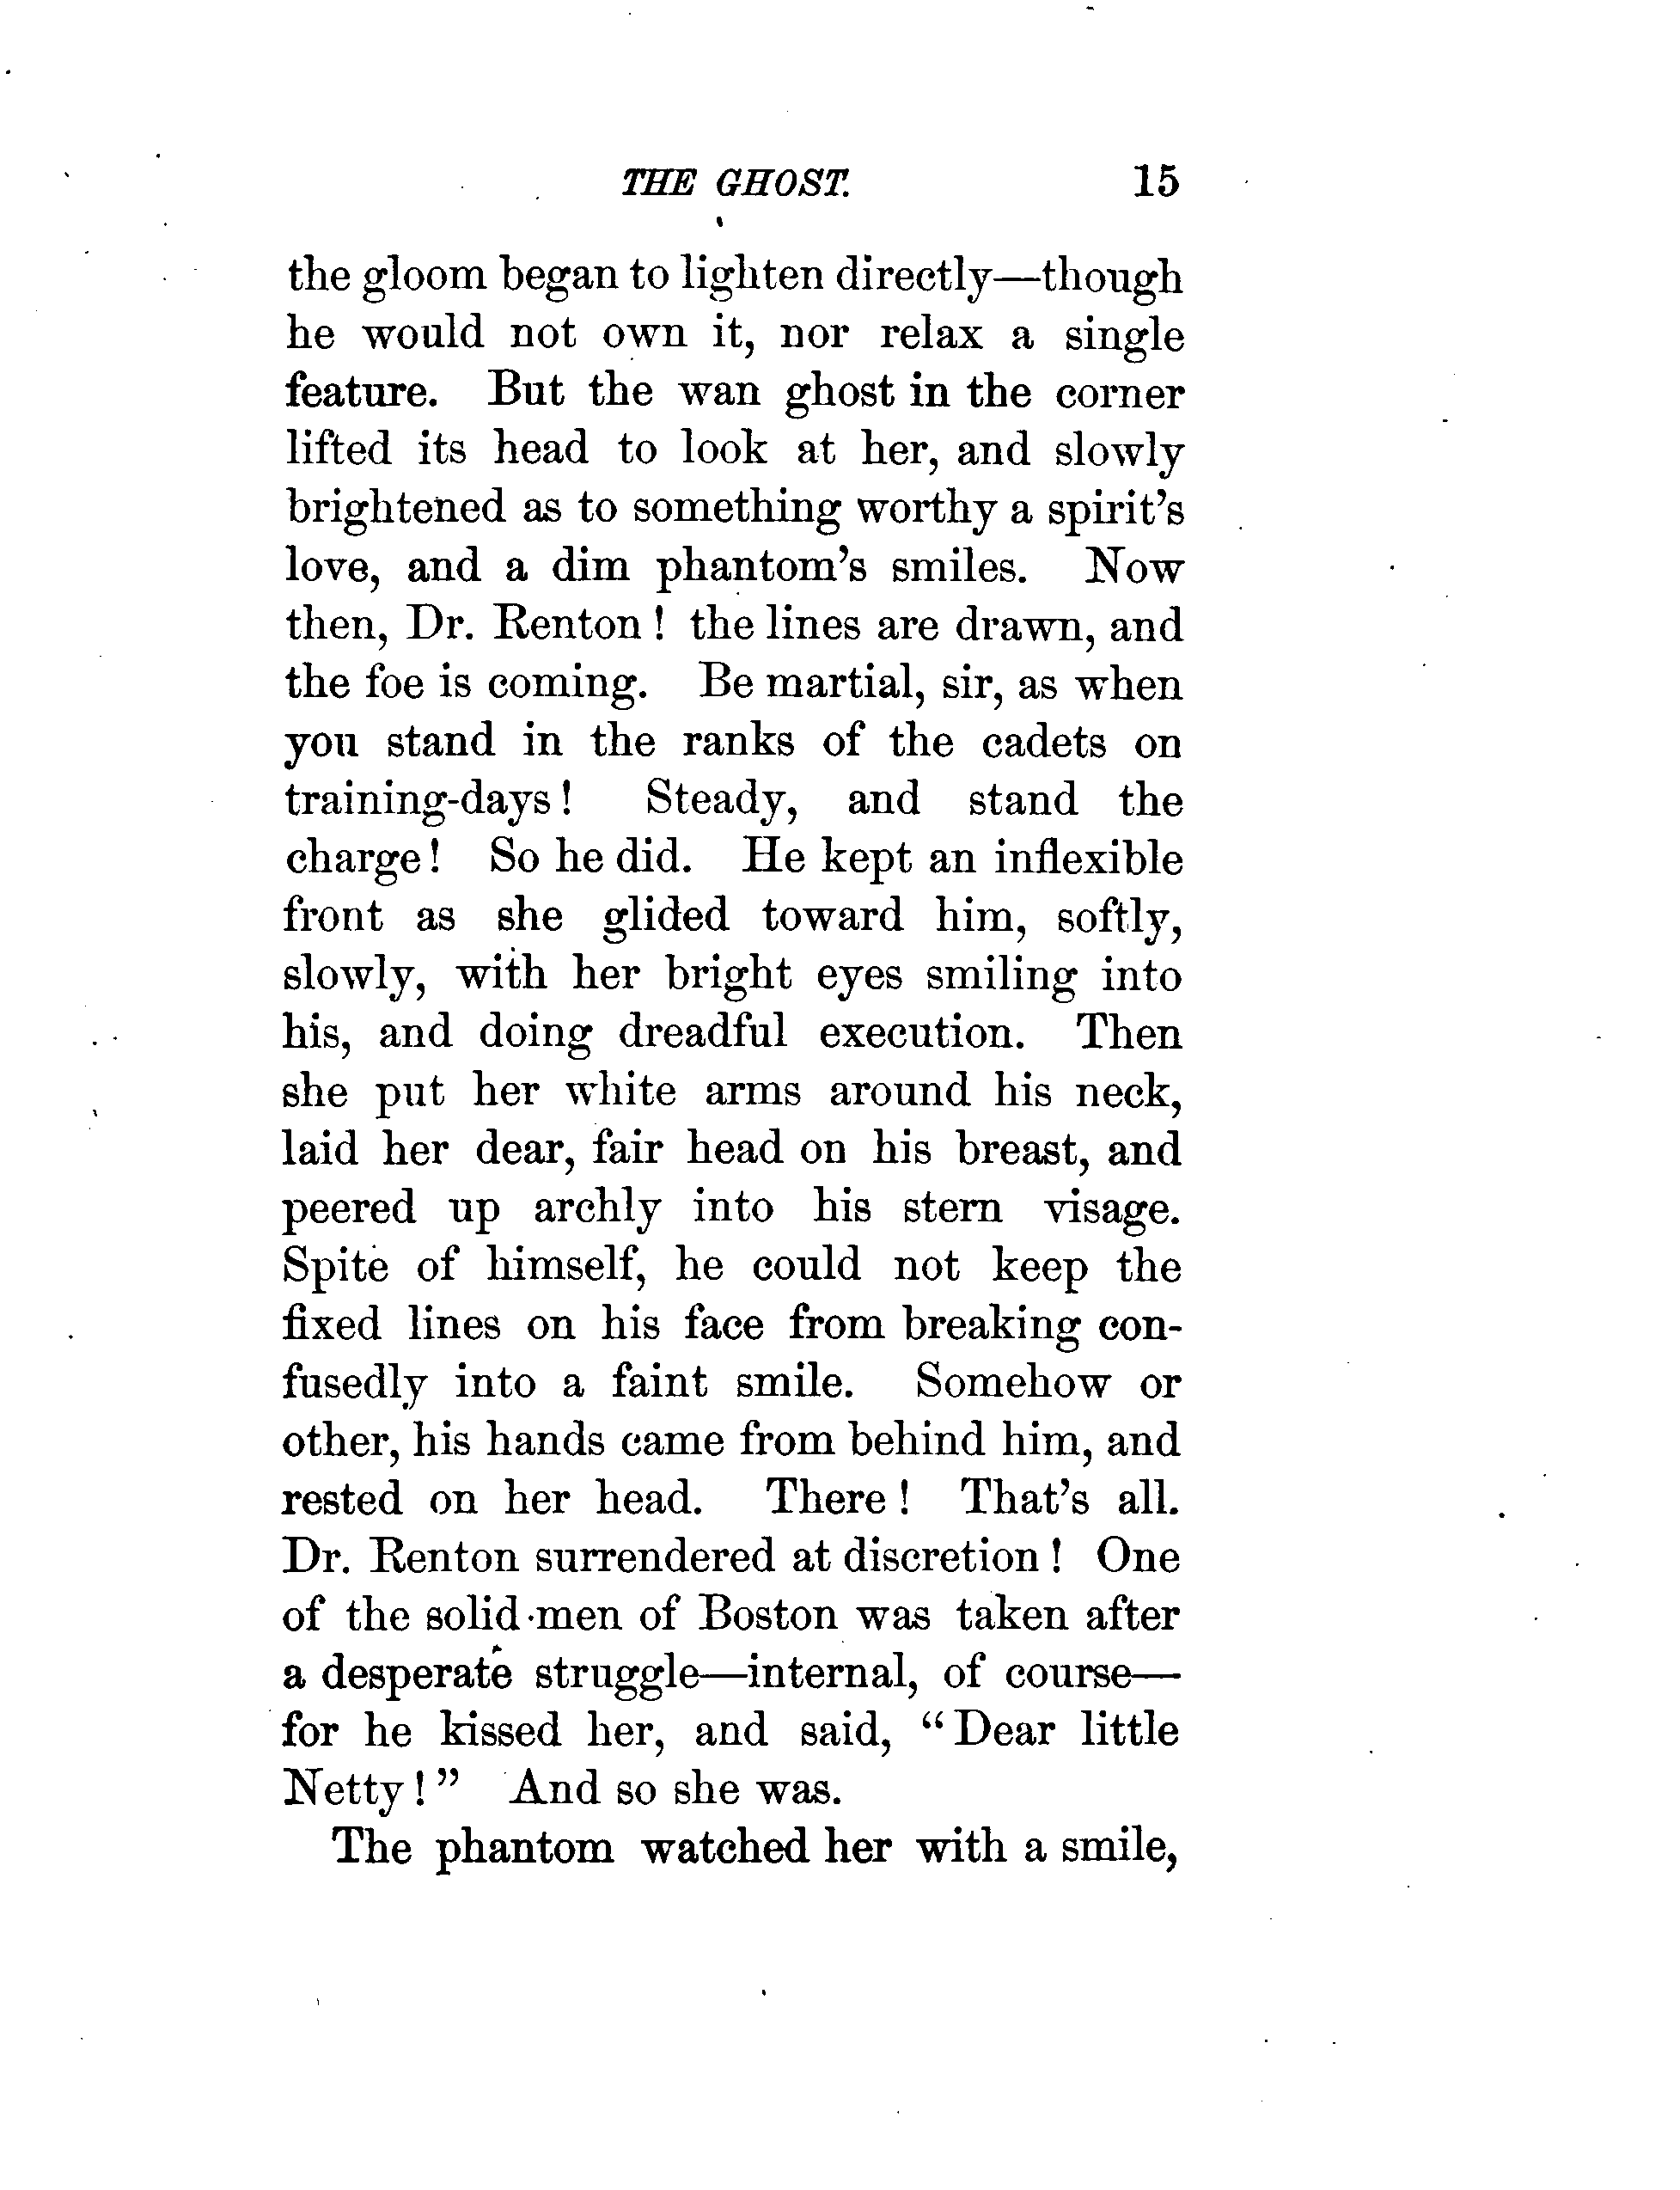 THE GHOST. 15
the gloom began to lighten directly—though
he would not own it, nor relax a single
feature. But the wan ghost in the corner
lifted its head to look at her, and slowly
brightened as to something worthy a spirit's
love, and a dim phantom's smiles. Now
then, Dr. Renton! the lines are drawn, and
the foe is coming. Be martial, sir, as when
you stand in the ranks of the cadets on
training-days! Steady, and stand the
charge! So he did. He kept an inflexible
front as she glided toward him, softly,
slowly, with her bright eyes smiling into
his, and doing dreadful execution. Then
she put her white arms around his neck,
laid her dear, fair head on his breast, and
peered up archly into his stern visage.
Spite of himself, he could not keep the
fixed lines on his face from breaking con-
fusedly into a faint smile. Somehow or
other, his hands came from behind him, and
rested on her head. There! That's all.
Dr. Renton surrendered at discretion! One
of the solid men of Boston was taken after
a desperate struggle—internal, of course—
for he kissed her, and said, "Dear little
Netty!" And so she was.
The phantom watched her with a smile,